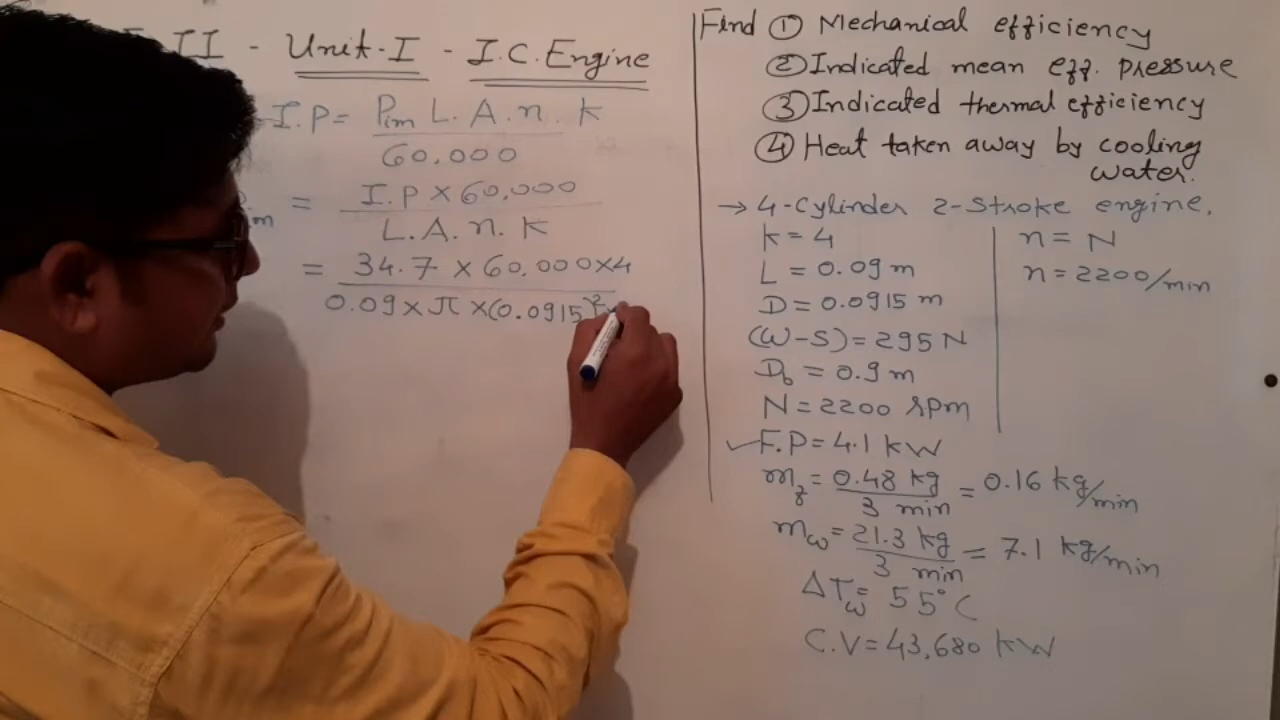 II - Unit-I - I.C.Engine
I.P = Pim L. A. n. k
60,000
m = I.P × 60,000
L. A. n. k
= 34.7 × 60,000×4
0.09 × π ×(0.0915)²
Find ① Mechanical efficiency
② Indicated mean eff. pressure
③ Indicated thermal efficiency
④ Heat taken away by cooling
water.
→ 4-Cylinder 2-Stroke engine.
k = 4
L = 0.09 m
D = 0.0915 m
(W-S) = 295 N
Db = 0.9 m
N = 2200 rpm
✓ F.P = 4.1 kW
mf = 0.48 kg / 3 min = 0.16 kg/min
mw = 21.3 kg / 3 min = 7.1 kg/min
ΔTw = 55°C
C.V = 43,680 kW
n = N
n = 2200/min